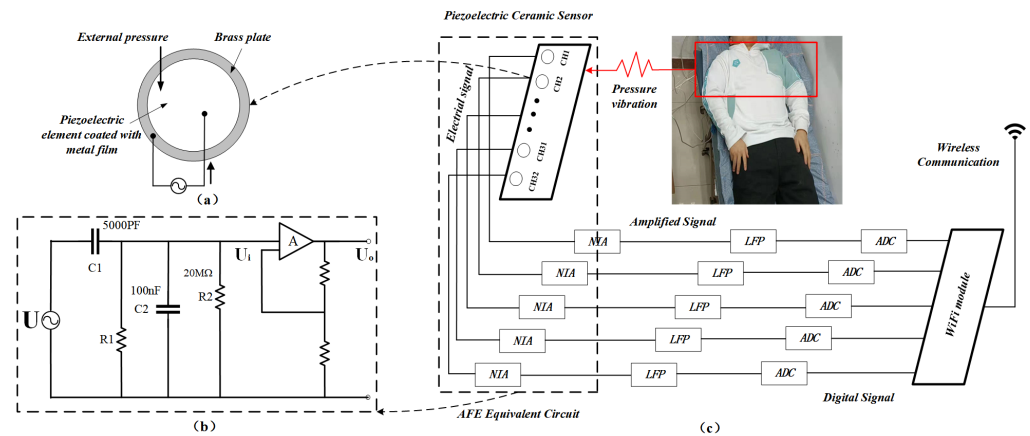 External pressure
Brass plate
Piezoelectric
element coated with
metal film
(a)
5000PF
C1
U
R1
100nF
C2
20MΩ
R2
Ui
A
Uo
(b)
Piezoelectric Ceramic Sensor
Electrial signal
CH1
CH2
CH31
CH32
Pressure
vibration
Wireless
Communication
Amplified Signal
NIA LFP ADC
NIA LFP ADC
NIA LFP ADC
NIA LFP ADC
NIA LFP ADC
WiFi module
Digital Signal
AFE Equivalent Circuit
(c)